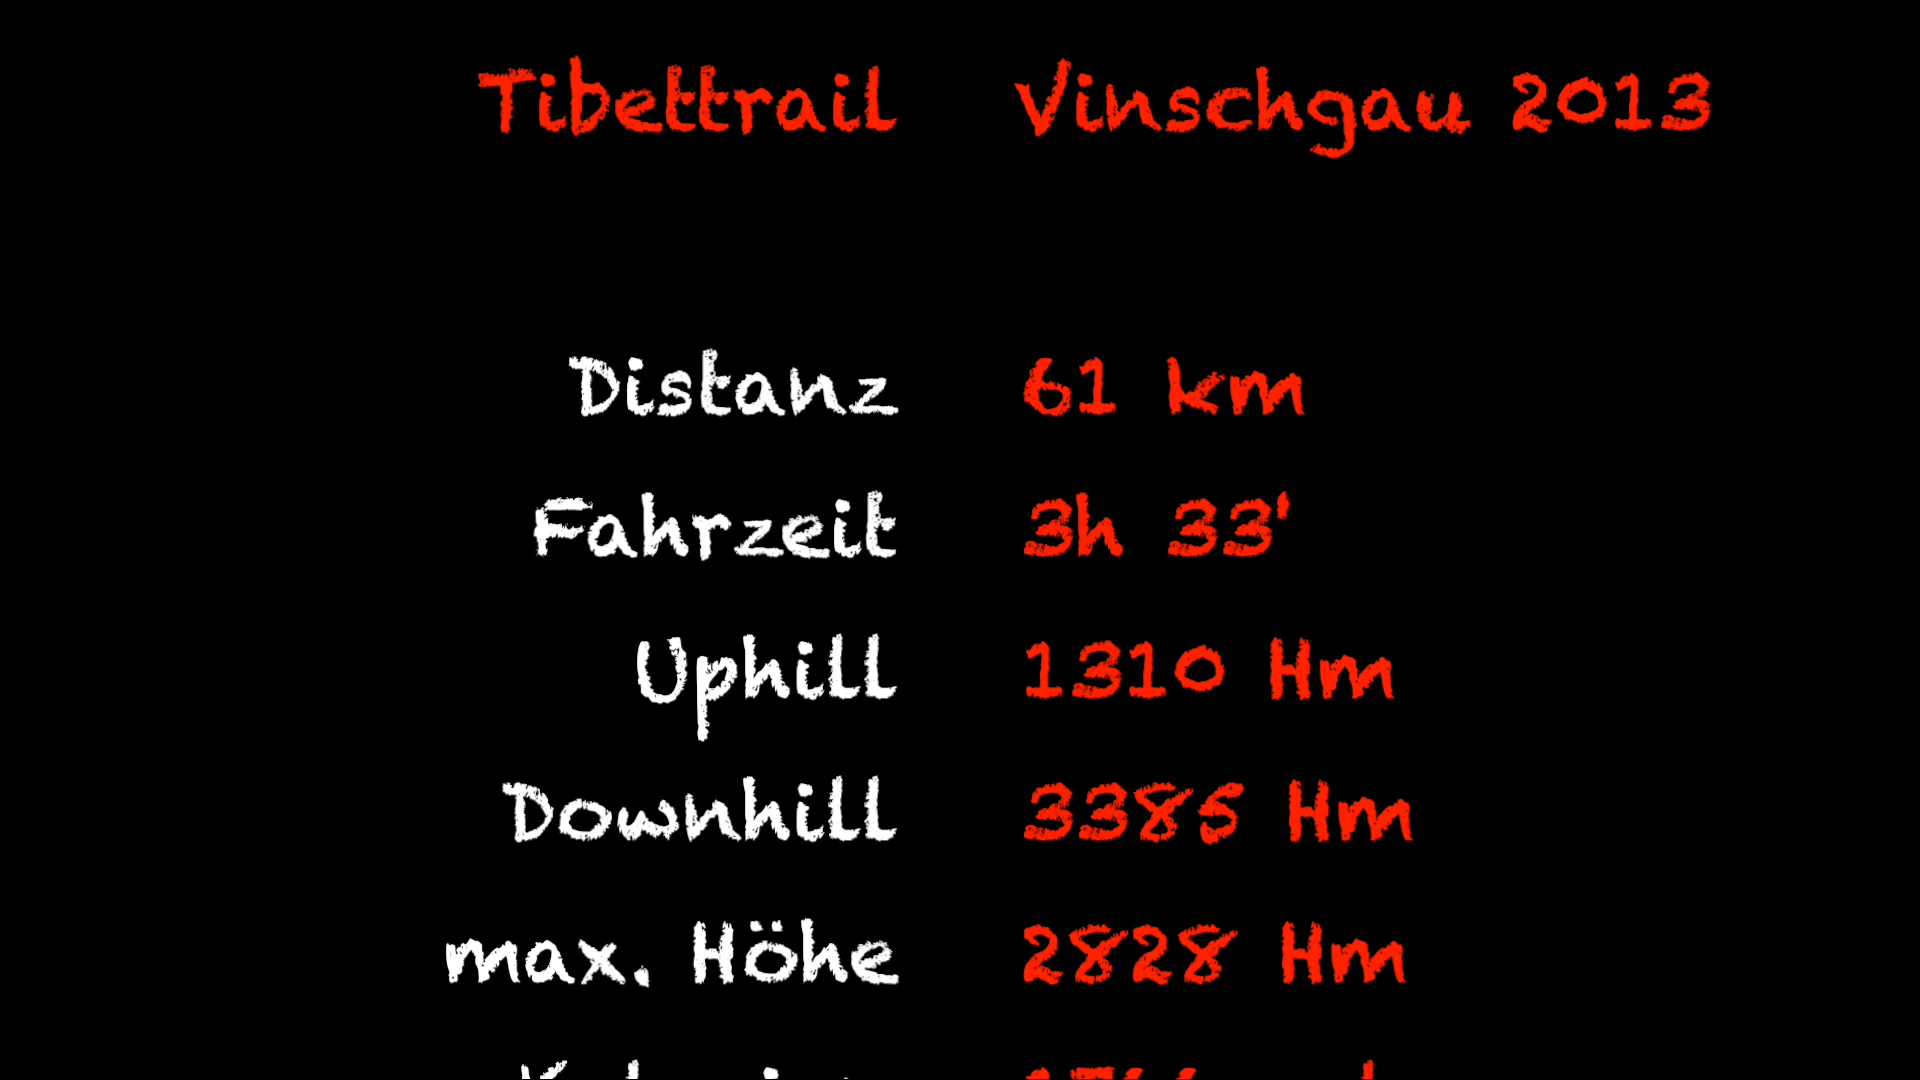 Tibettrail Vinschgau 2013
Distanz 61 km
Fahrzeit 3h 33'
Uphill 1310 Hm
Downhill 3385 Hm
max. Höhe 2828 Hm